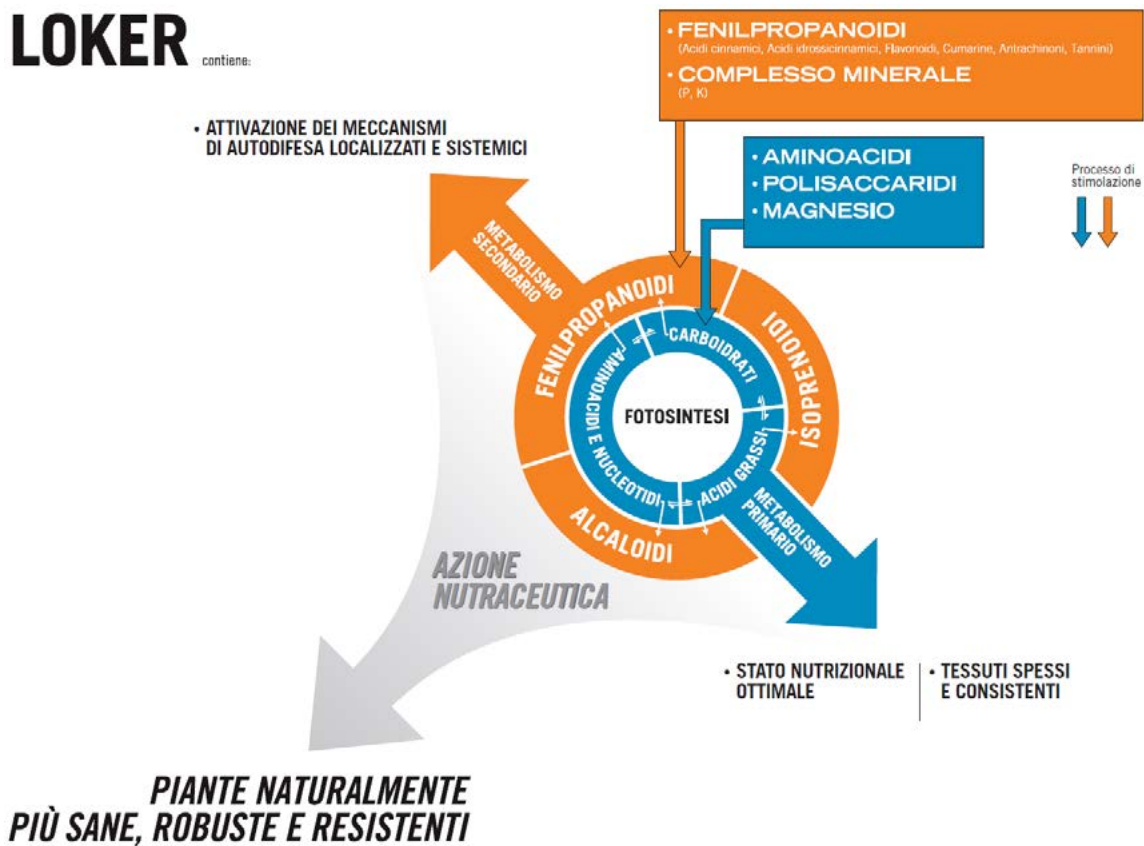 LOKER contiene:
• FENILPROPANOIDI
(Acidi cinnamici, Acidi idrossicinnamici, Flavonoidi, Cumarine, Antrachinoni, Tannini)
• COMPLESSO MINERALE
(P, K)
• ATTIVAZIONE DEI MECCANISMI
DI AUTODIFESA LOCALIZZATI E SISTEMICI
• AMINOACIDI
• POLISACCARIDI
• MAGNESIO
Processo di
stimolazione
METABOLISMO
SECONDARIO
FENILPROPANOIDI
ISOPRENOIDI
ALCALOIDI
CARBOIDRATI
AMINOACIDI E NUCLEOTIDI
ACIDI GRASSI
FOTOSINTESI
METABOLISMO
PRIMARIO
AZIONE
NUTRACEUTICA
• STATO NUTRIZIONALE
OTTIMALE
• TESSUTI SPESSI
E CONSISTENTI
PIANTE NATURALMENTE
PIÙ SANE, ROBUSTE E RESISTENTI